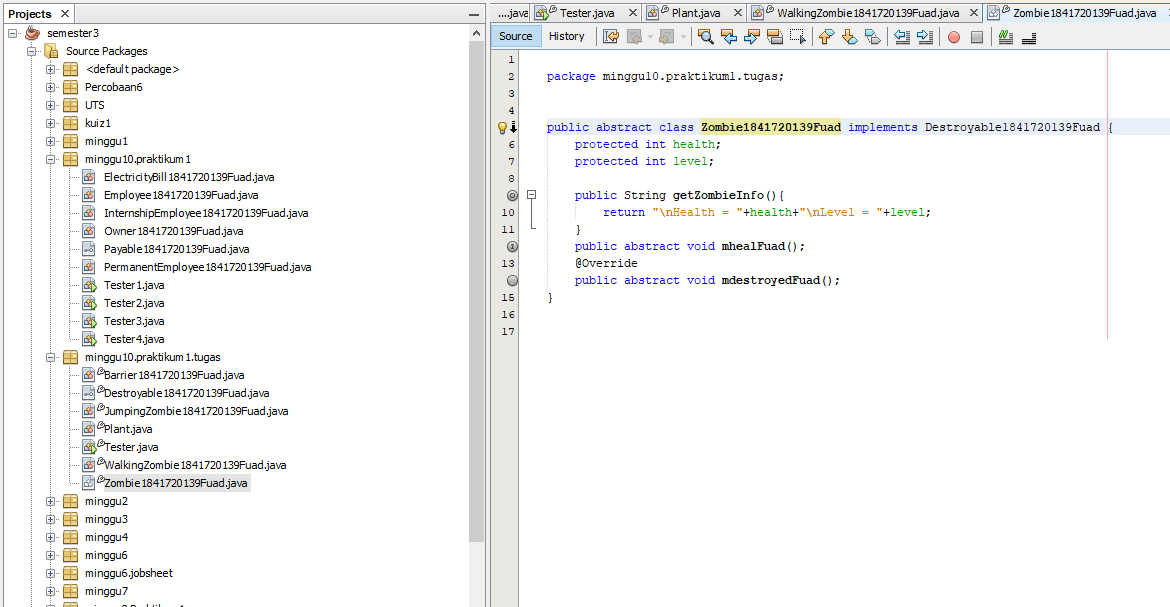 Projects
semester3
Source Packages
<default package>
Percobaan6
UTS
kuiz1
minggu1
minggu10.praktikum1
ElectricityBill1841720139Fuad.java
Employee1841720139Fuad.java
InternshipEmployee1841720139Fuad.java
Owner1841720139Fuad.java
Payable1841720139Fuad.java
PermanentEmployee1841720139Fuad.java
Tester1.java
Tester2.java
Tester3.java
Tester4.java
minggu10.praktikum1.tugas
Barrier1841720139Fuad.java
Destroyable1841720139Fuad.java
JumpingZombie1841720139Fuad.java
Plant.java
Tester.java
WalkingZombie1841720139Fuad.java
Zombie1841720139Fuad.java
minggu2
minggu3
minggu4
minggu6
minggu6.jobsheet
minggu7
....java Tester.java Plant.java WalkingZombie1841720139Fuad.java Zombie1841720139Fuad.java
Source History
1
2 package minggu10.praktikum1.tugas;
3
4
public abstract class Zombie1841720139Fuad implements Destroyable1841720139Fuad {
6 protected int health;
7 protected int level;
8
public String getZombieInfo(){
10 return "\nHealth = "+health+"\nLevel = "+level;
11 }
public abstract void mhealFuad();
13 @Override
public abstract void mdestroyedFuad();
15 }
16
17